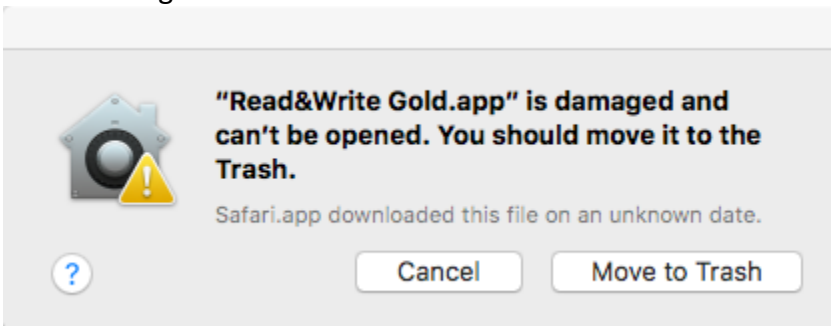 “Read&Write Gold.app” is damaged and
can’t be opened. You should move it to the
Trash.
Safari.app downloaded this file on an unknown date.
?
Cancel
Move to Trash